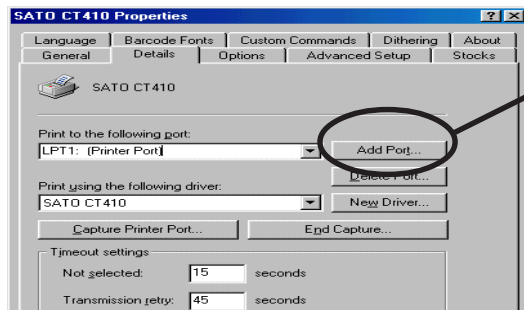 SATO CT410 Properties
Language Barcode Fonts Custom Commands Dithering About
General Details Options Advanced Setup Stocks
SATO CT410
Print to the following port:
LPT1: (Printer Port) Add Port...
Delete Port...
Print using the following driver:
SATO CT410 New Driver...
Capture Printer Port... End Capture...
Timeout settings
Not selected: 15 seconds
Transmission retry: 45 seconds